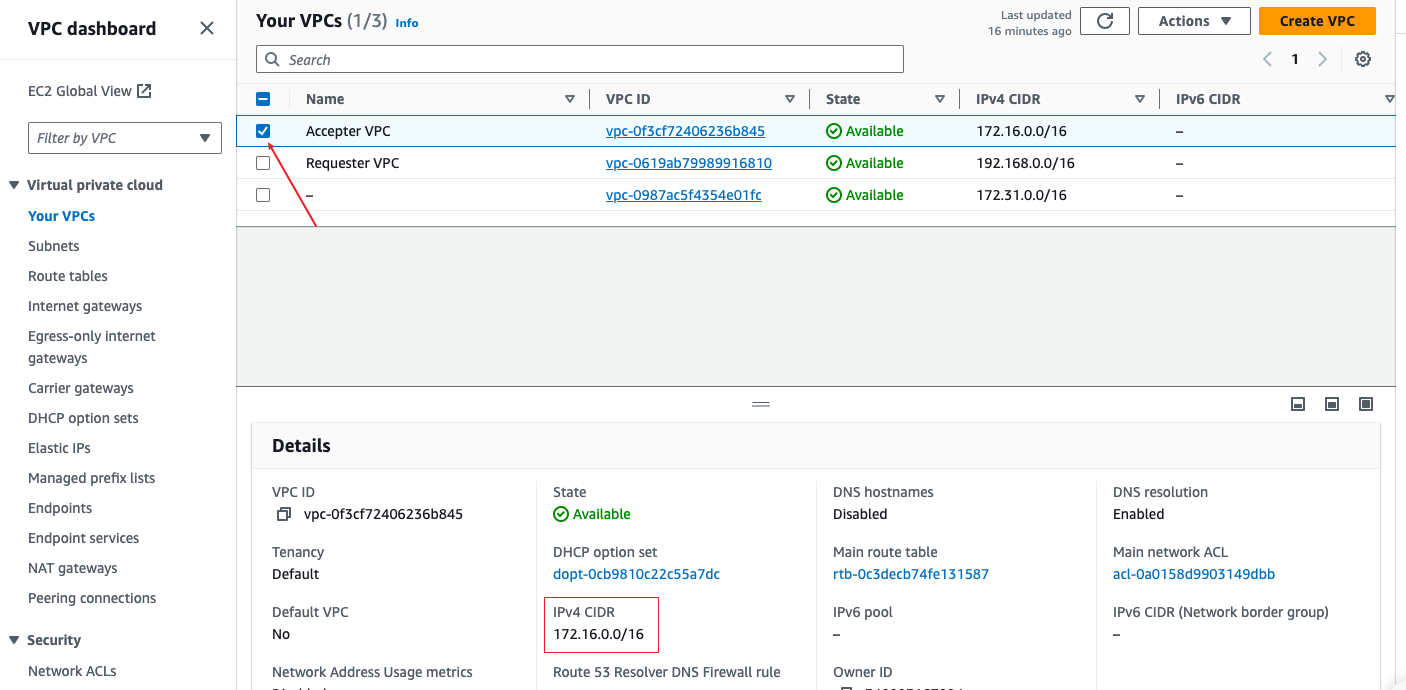 VPC dashboard
EC2 Global View
Filter by VPC
Virtual private cloud
Your VPCs
Subnets
Route tables
Internet gateways
Egress-only internet
gateways
Carrier gateways
DHCP option sets
Elastic IPs
Managed prefix lists
Endpoints
Endpoint services
NAT gateways
Peering connections
Security
Network ACLs
Your VPCs (1/3) Info
Last updated
16 minutes ago
Actions
Create VPC
Search
1
Name VPC ID State IPv4 CIDR IPv6 CIDR
Accepter VPC vpc-0f3cf72406236b845 Available 172.16.0.0/16 –
Requester VPC vpc-0619ab79989916810 Available 192.168.0.0/16 –
– vpc-0987ac5f4354e01fc Available 172.31.0.0/16 –
Details
VPC ID State DNS hostnames DNS resolution
vpc-0f3cf72406236b845 Available Disabled Enabled
Tenancy DHCP option set Main route table Main network ACL
Default dopt-0cb9810c22c55a7dc rtb-0c3decb74fe131587 acl-0a0158d9903149dbb
Default VPC IPv4 CIDR IPv6 pool IPv6 CIDR (Network border group)
No 172.16.0.0/16 – –
Network Address Usage metrics Route 53 Resolver DNS Firewall rule Owner ID